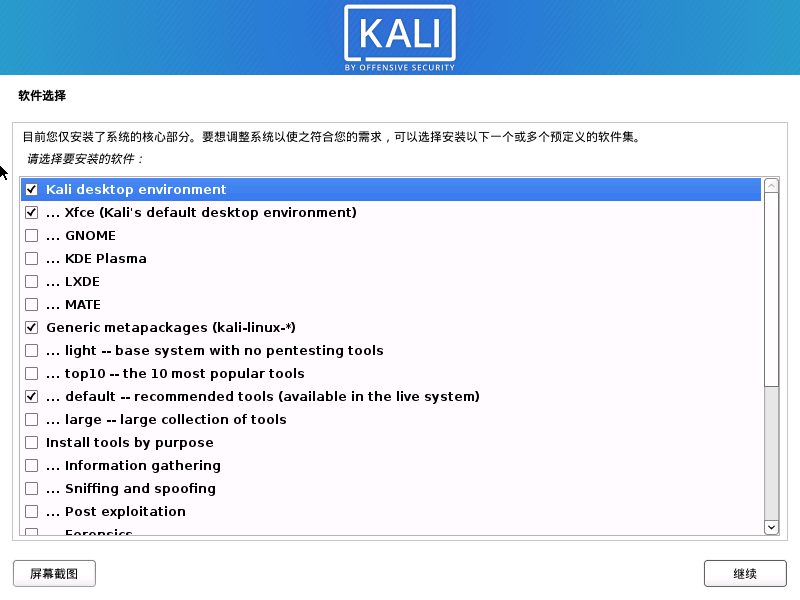 KALI
BY OFFENSIVE SECURITY
软件选择
目前您仅安装了系统的核心部分。要想调整系统以使之符合您的需求，可以选择安装以下一个或多个预定义的软件集。
请选择要安装的软件：
Kali desktop environment
... Xfce (Kali's default desktop environment)
... GNOME
... KDE Plasma
... LXDE
... MATE
Generic metapackages (kali-linux-*)
... light -- base system with no pentesting tools
... top10 -- the 10 most popular tools
... default -- recommended tools (available in the live system)
... large -- large collection of tools
Install tools by purpose
... Information gathering
... Sniffing and spoofing
... Post exploitation
... Forensics
屏幕截图
继续